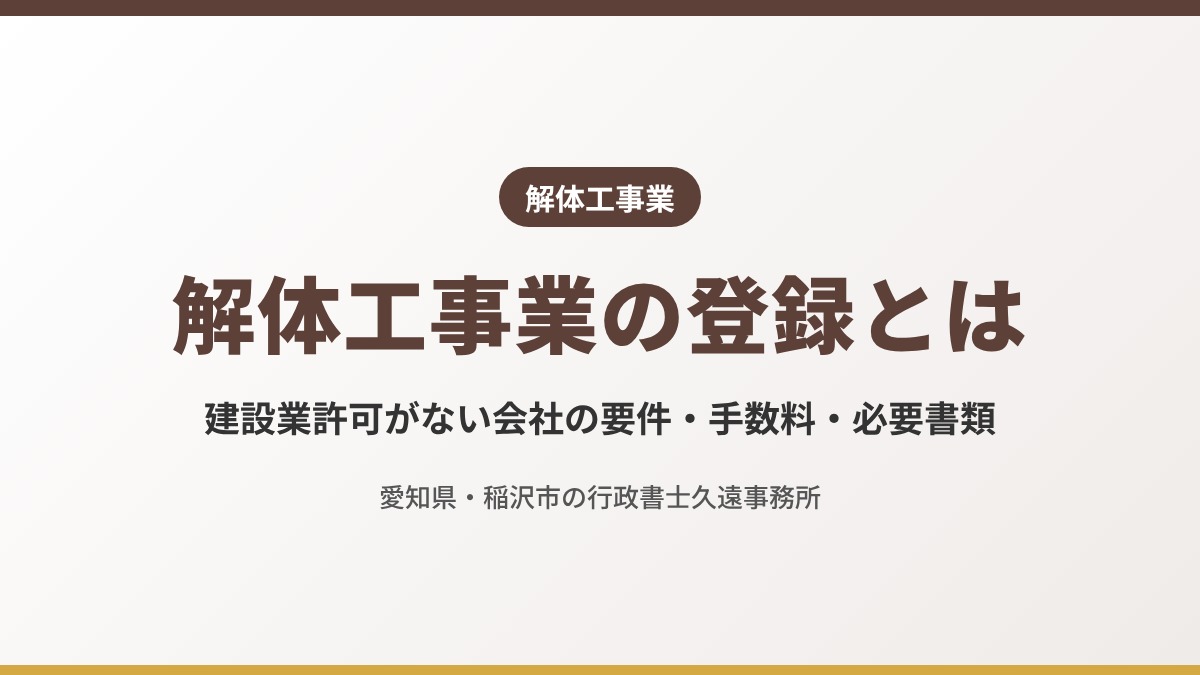 解体工事業
解体工事業の登録とは
建設業許可がない会社の要件・手数料・必要書類
愛知県・稲沢市の行政書士久遠事務所